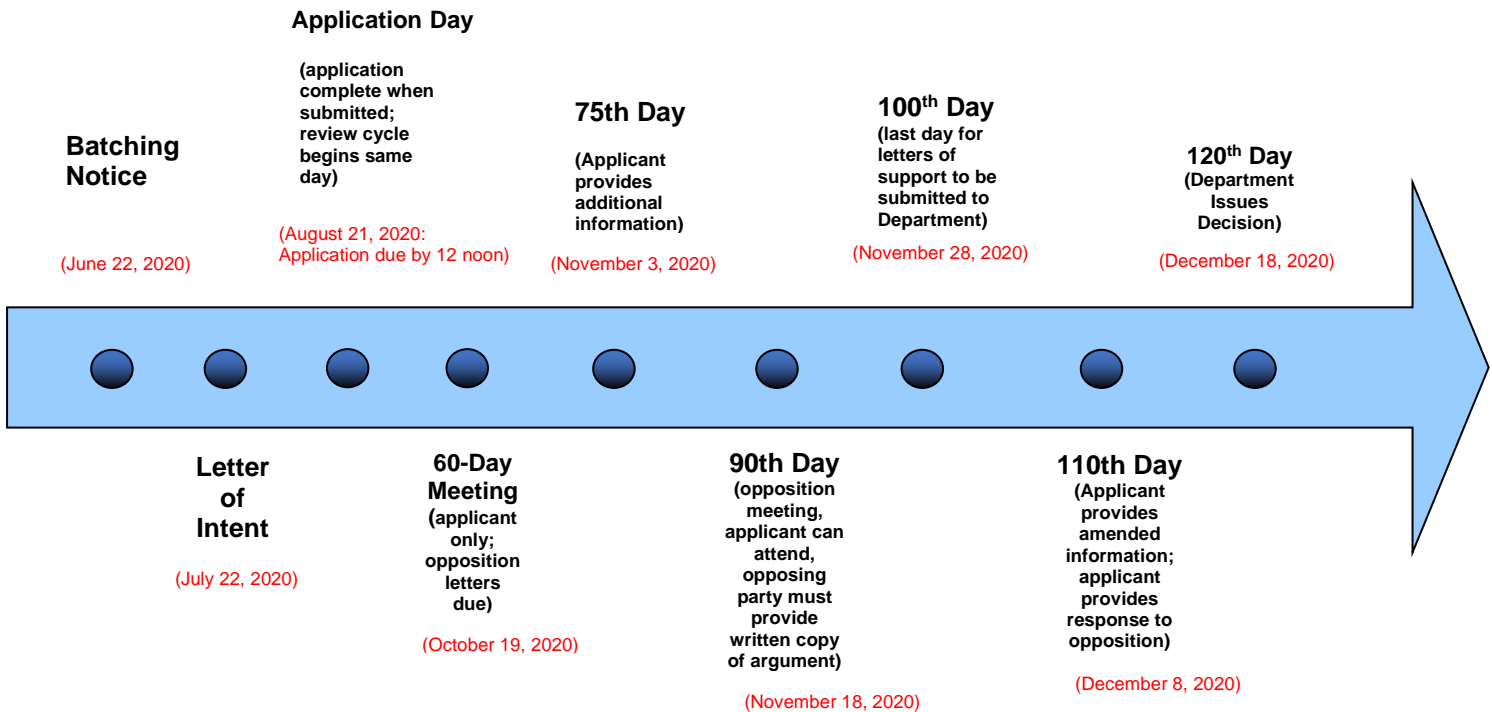 Batching
Notice
(June 22, 2020)
Letter
of
Intent
(July 22, 2020)
Application Day
(application
complete when
submitted;
review cycle
begins same
day)
(August 21, 2020:
Application due by 12 noon)
60-Day
Meeting
(applicant
only;
opposition
letters
due)
(October 19, 2020)
75th Day
(Applicant
provides
additional
information)
(November 3, 2020)
90th Day
(opposition
meeting,
applicant can
attend,
opposing
party must
provide
written copy
of argument)
(November 18, 2020)
100th Day
(last day for
letters of
support to be
submitted to
Department)
(November 28, 2020)
110th Day
(Applicant
provides
amended
information;
applicant
provides
response to
opposition)
(December 8, 2020)
120th Day
(Department
Issues
Decision)
(December 18, 2020)